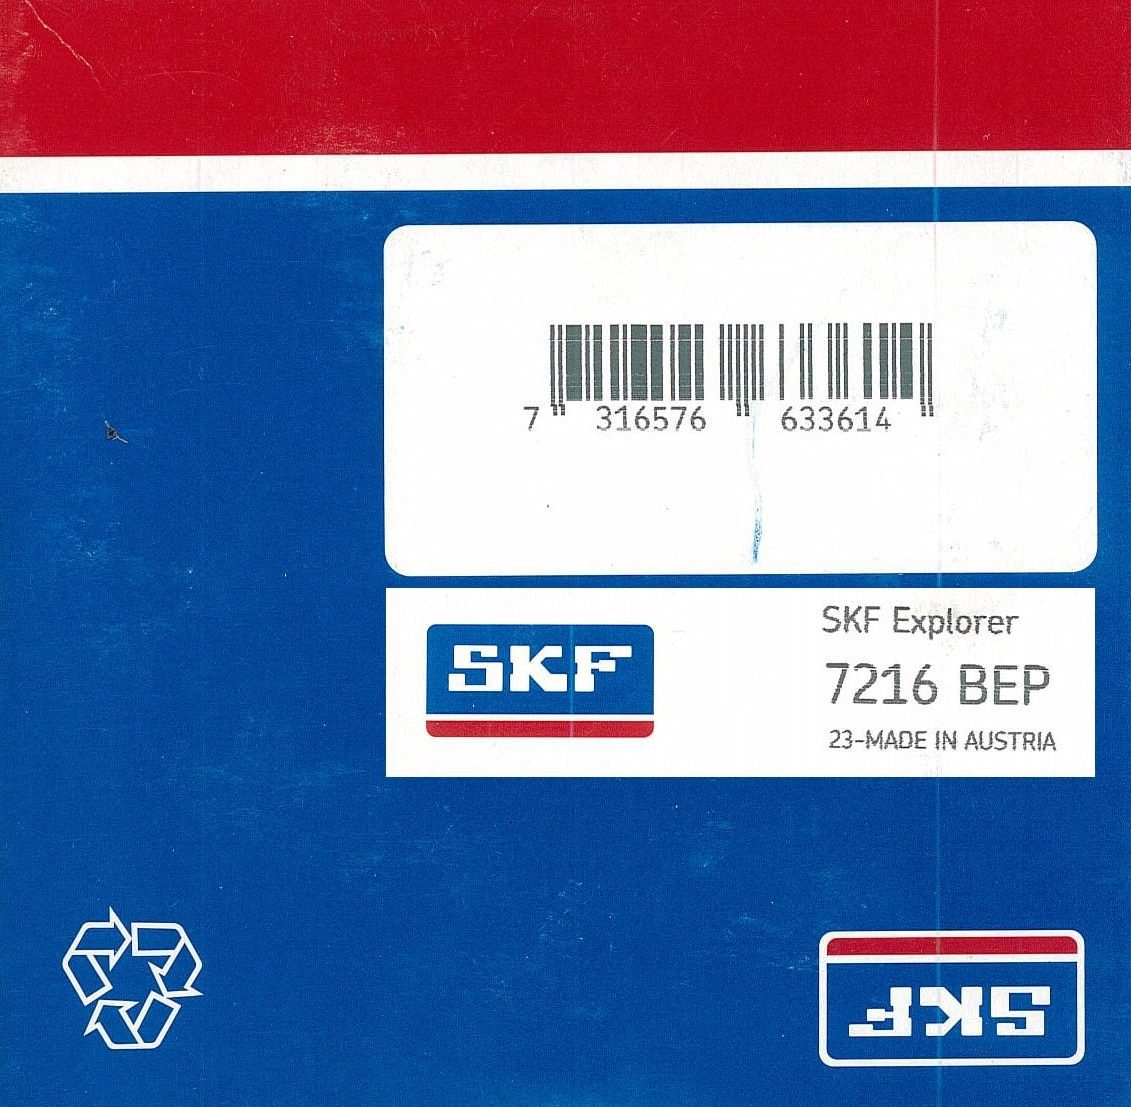 7 316576 633614
SKF
SKF Explorer
7216 BEP
23-MADE IN AUSTRIA
SKF